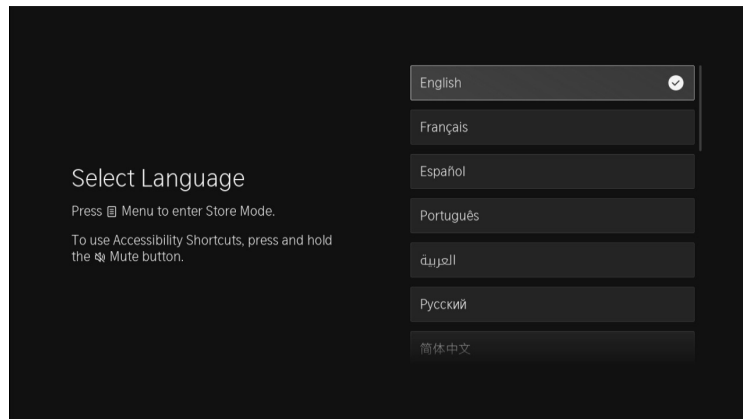 Select Language
Press Menu to enter Store Mode.
To use Accessibility Shortcuts, press and hold
the Mute button.
English
Français
Español
Português
العربية
Русский
简体中文